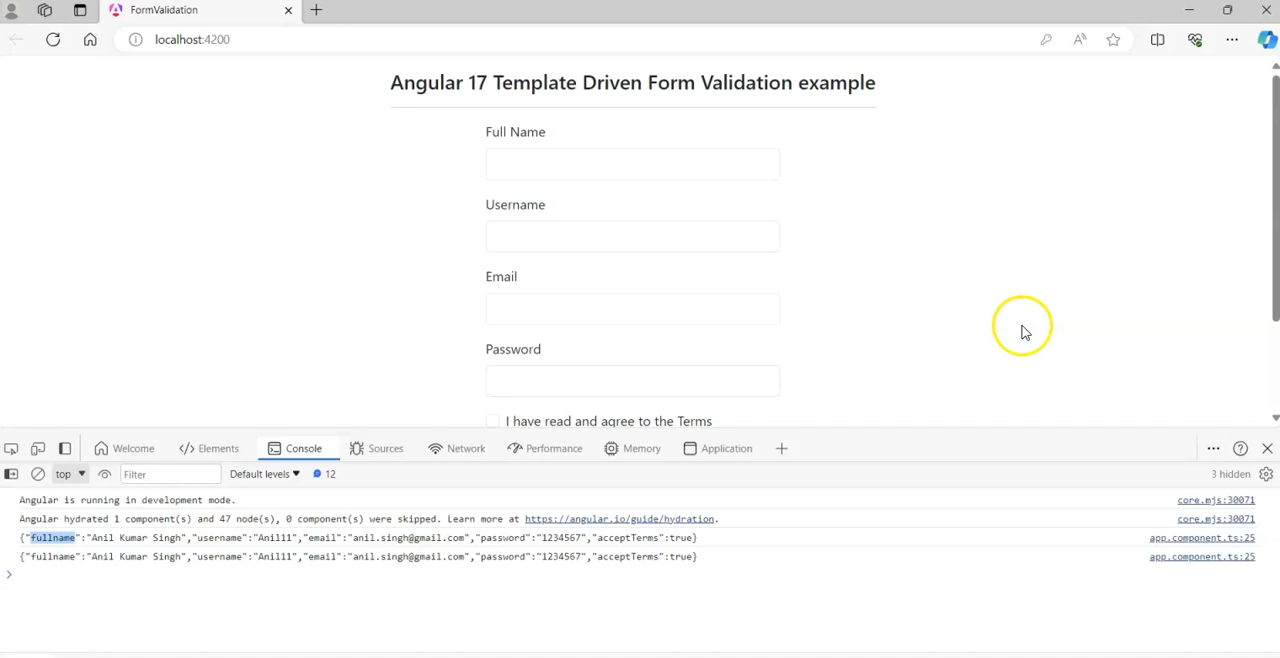 FormValidation
localhost:4200
Angular 17 Template Driven Form Validation example
Full Name
Username
Email
Password
I have read and agree to the Terms
Welcome Elements Console Sources Network Performance Memory Application
top Filter Default levels 12 3 hidden
Angular is running in development mode. core.mjs:30071
Angular hydrated 1 component(s) and 47 node(s), 0 component(s) were skipped. Learn more at https://angular.io/guide/hydration. core.mjs:30071
{"fullname":"Anil Kumar Singh","username":"Anil11","email":"anil.singh@gmail.com","password":"1234567","acceptTerms":true} app.component.ts:25
{"fullname":"Anil Kumar Singh","username":"Anil11","email":"anil.singh@gmail.com","password":"1234567","acceptTerms":true} app.component.ts:25